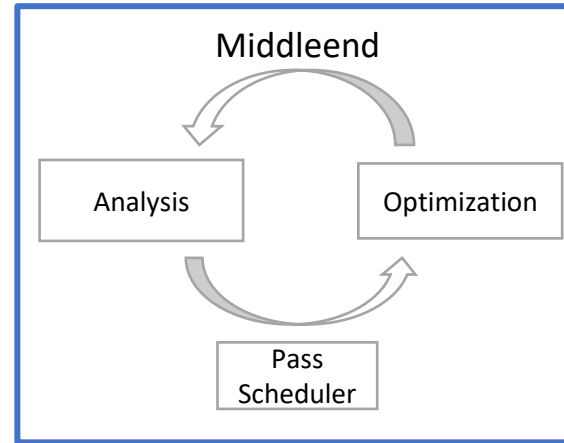 Middleend
Analysis
Optimization
Pass
Scheduler